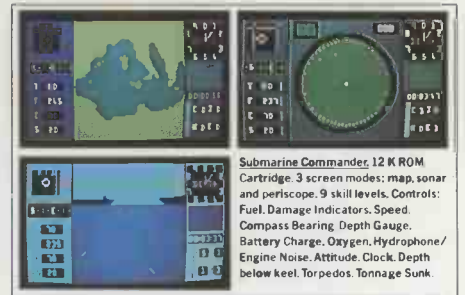 Submarine Commander. 12 K ROM
Cartridge. 3 screen modes; map, sonar
and periscope. 9 skill levels. Controls:
Fuel. Damage Indicators. Speed.
Compass Bearing. Depth Gauge.
Battery Charge. Oxygen. Hydrophone/
Engine Noise. Attitude. Clock. Depth
below keel. Torpedos. Tonnage Sunk.